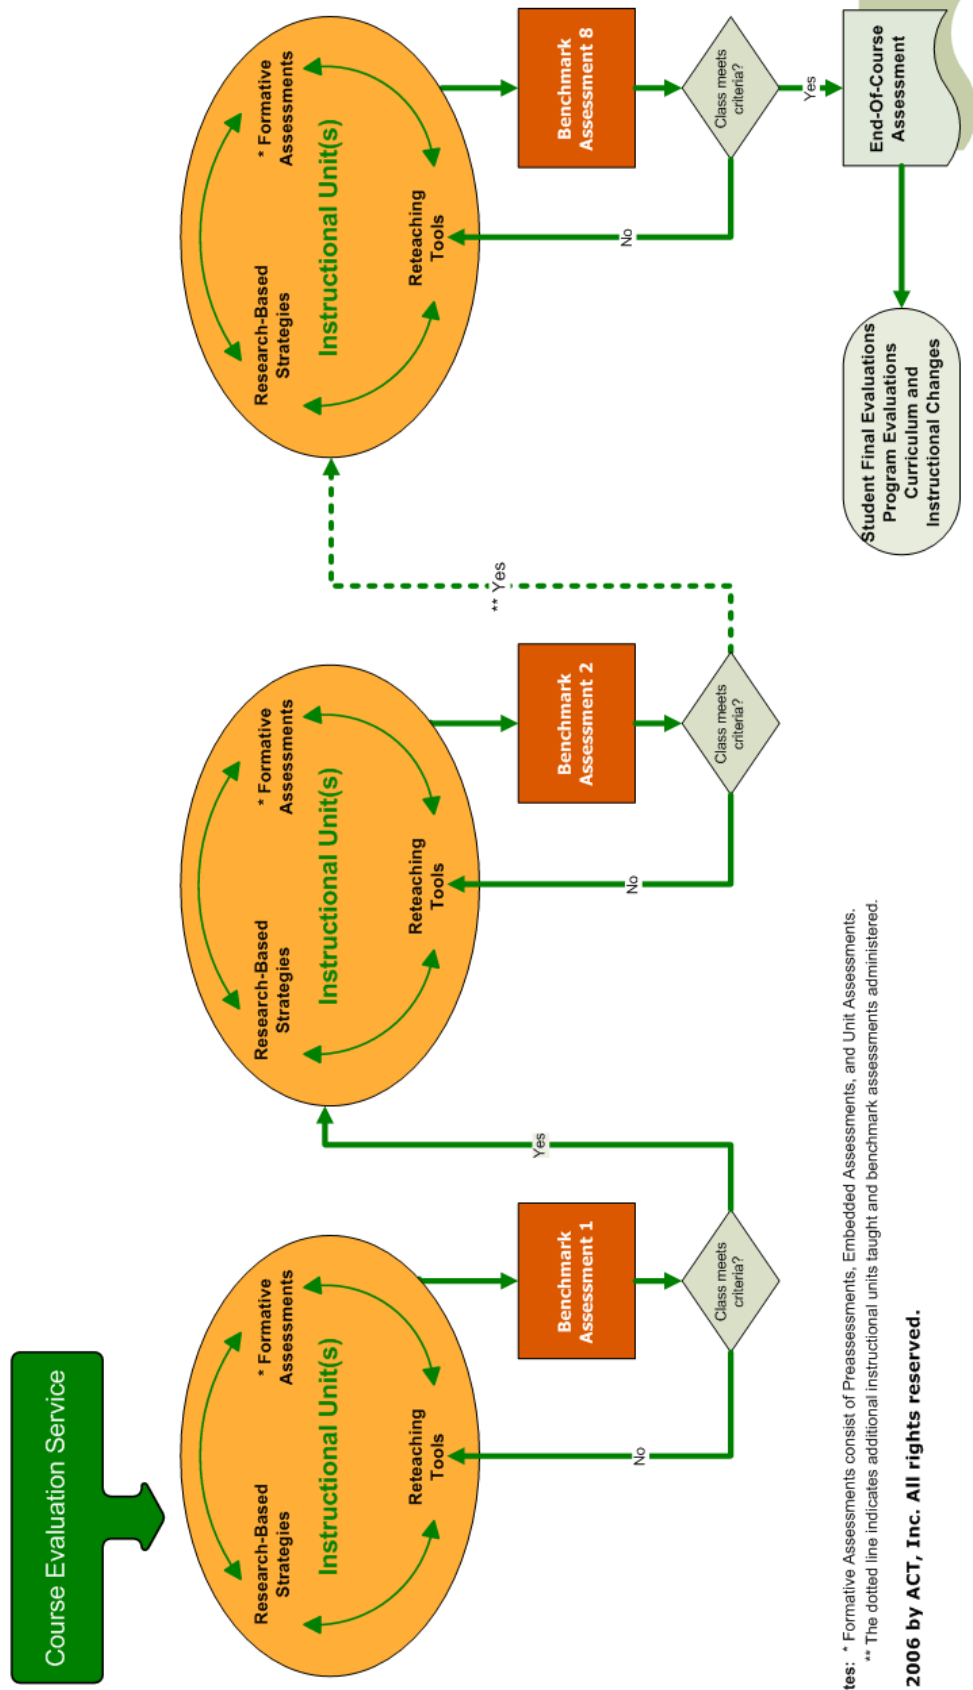 Course Evaluation Service
Research-Based
Strategies
* Formative
Assessments
Instructional Unit(s)
Reteaching
Tools
Benchmark
Assessment 1
Class meets
criteria?
No
Yes
Research-Based
Strategies
* Formative
Assessments
Instructional Unit(s)
Reteaching
Tools
Benchmark
Assessment 2
Class meets
criteria?
No
** Yes
Research-Based
Strategies
* Formative
Assessments
Instructional Unit(s)
Reteaching
Tools
Benchmark
Assessment 8
Class meets
criteria?
No
Yes
End-Of-Course
Assessment
Student Final Evaluations
Program Evaluations
Curriculum and
Instructional Changes
tes: * Formative Assessments consist of Preassessments, Embedded Assessments, and Unit Assessments.
** The dotted line indicates additional instructional units taught and benchmark assessments administered.
2006 by ACT, Inc. All rights reserved.